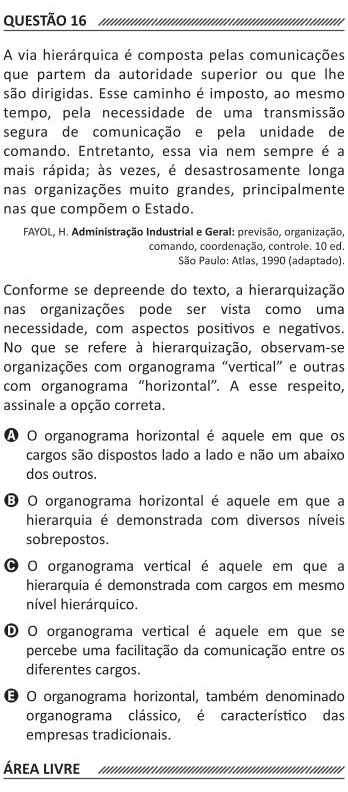 QUESTÃO 16
A via hierárquica é composta pelas comunicações
que partem da autoridade superior ou que lhe
são dirigidas. Esse caminho é imposto, ao mesmo
tempo, pela necessidade de uma transmissão
segura de comunicação e pela unidade de
comando. Entretanto, essa via nem sempre é a
mais rápida; às vezes, é desastrosamente longa
nas organizações muito grandes, principalmente
nas que compõem o Estado.
FAYOL, H. Administração Industrial e Geral: previsão, organização,
comando, coordenação, controle. 10 ed.
São Paulo: Atlas, 1990 (adaptado).
Conforme se depreende do texto, a hierarquização
nas organizações pode ser vista como uma
necessidade, com aspectos positivos e negativos.
No que se refere à hierarquização, observam-se
organizações com organograma “vertical” e outras
com organograma “horizontal”. A esse respeito,
assinale a opção correta.
A O organograma horizontal é aquele em que os
cargos são dispostos lado a lado e não um abaixo
dos outros.
B O organograma horizontal é aquele em que a
hierarquia é demonstrada com diversos níveis
sobrepostos.
C O organograma vertical é aquele em que a
hierarquia é demonstrada com cargos em mesmo
nível hierárquico.
D O organograma vertical é aquele em que se
percebe uma facilitação da comunicação entre os
diferentes cargos.
E O organograma horizontal, também denominado
organograma clássico, é característico das
empresas tradicionais.
ÁREA LIVRE